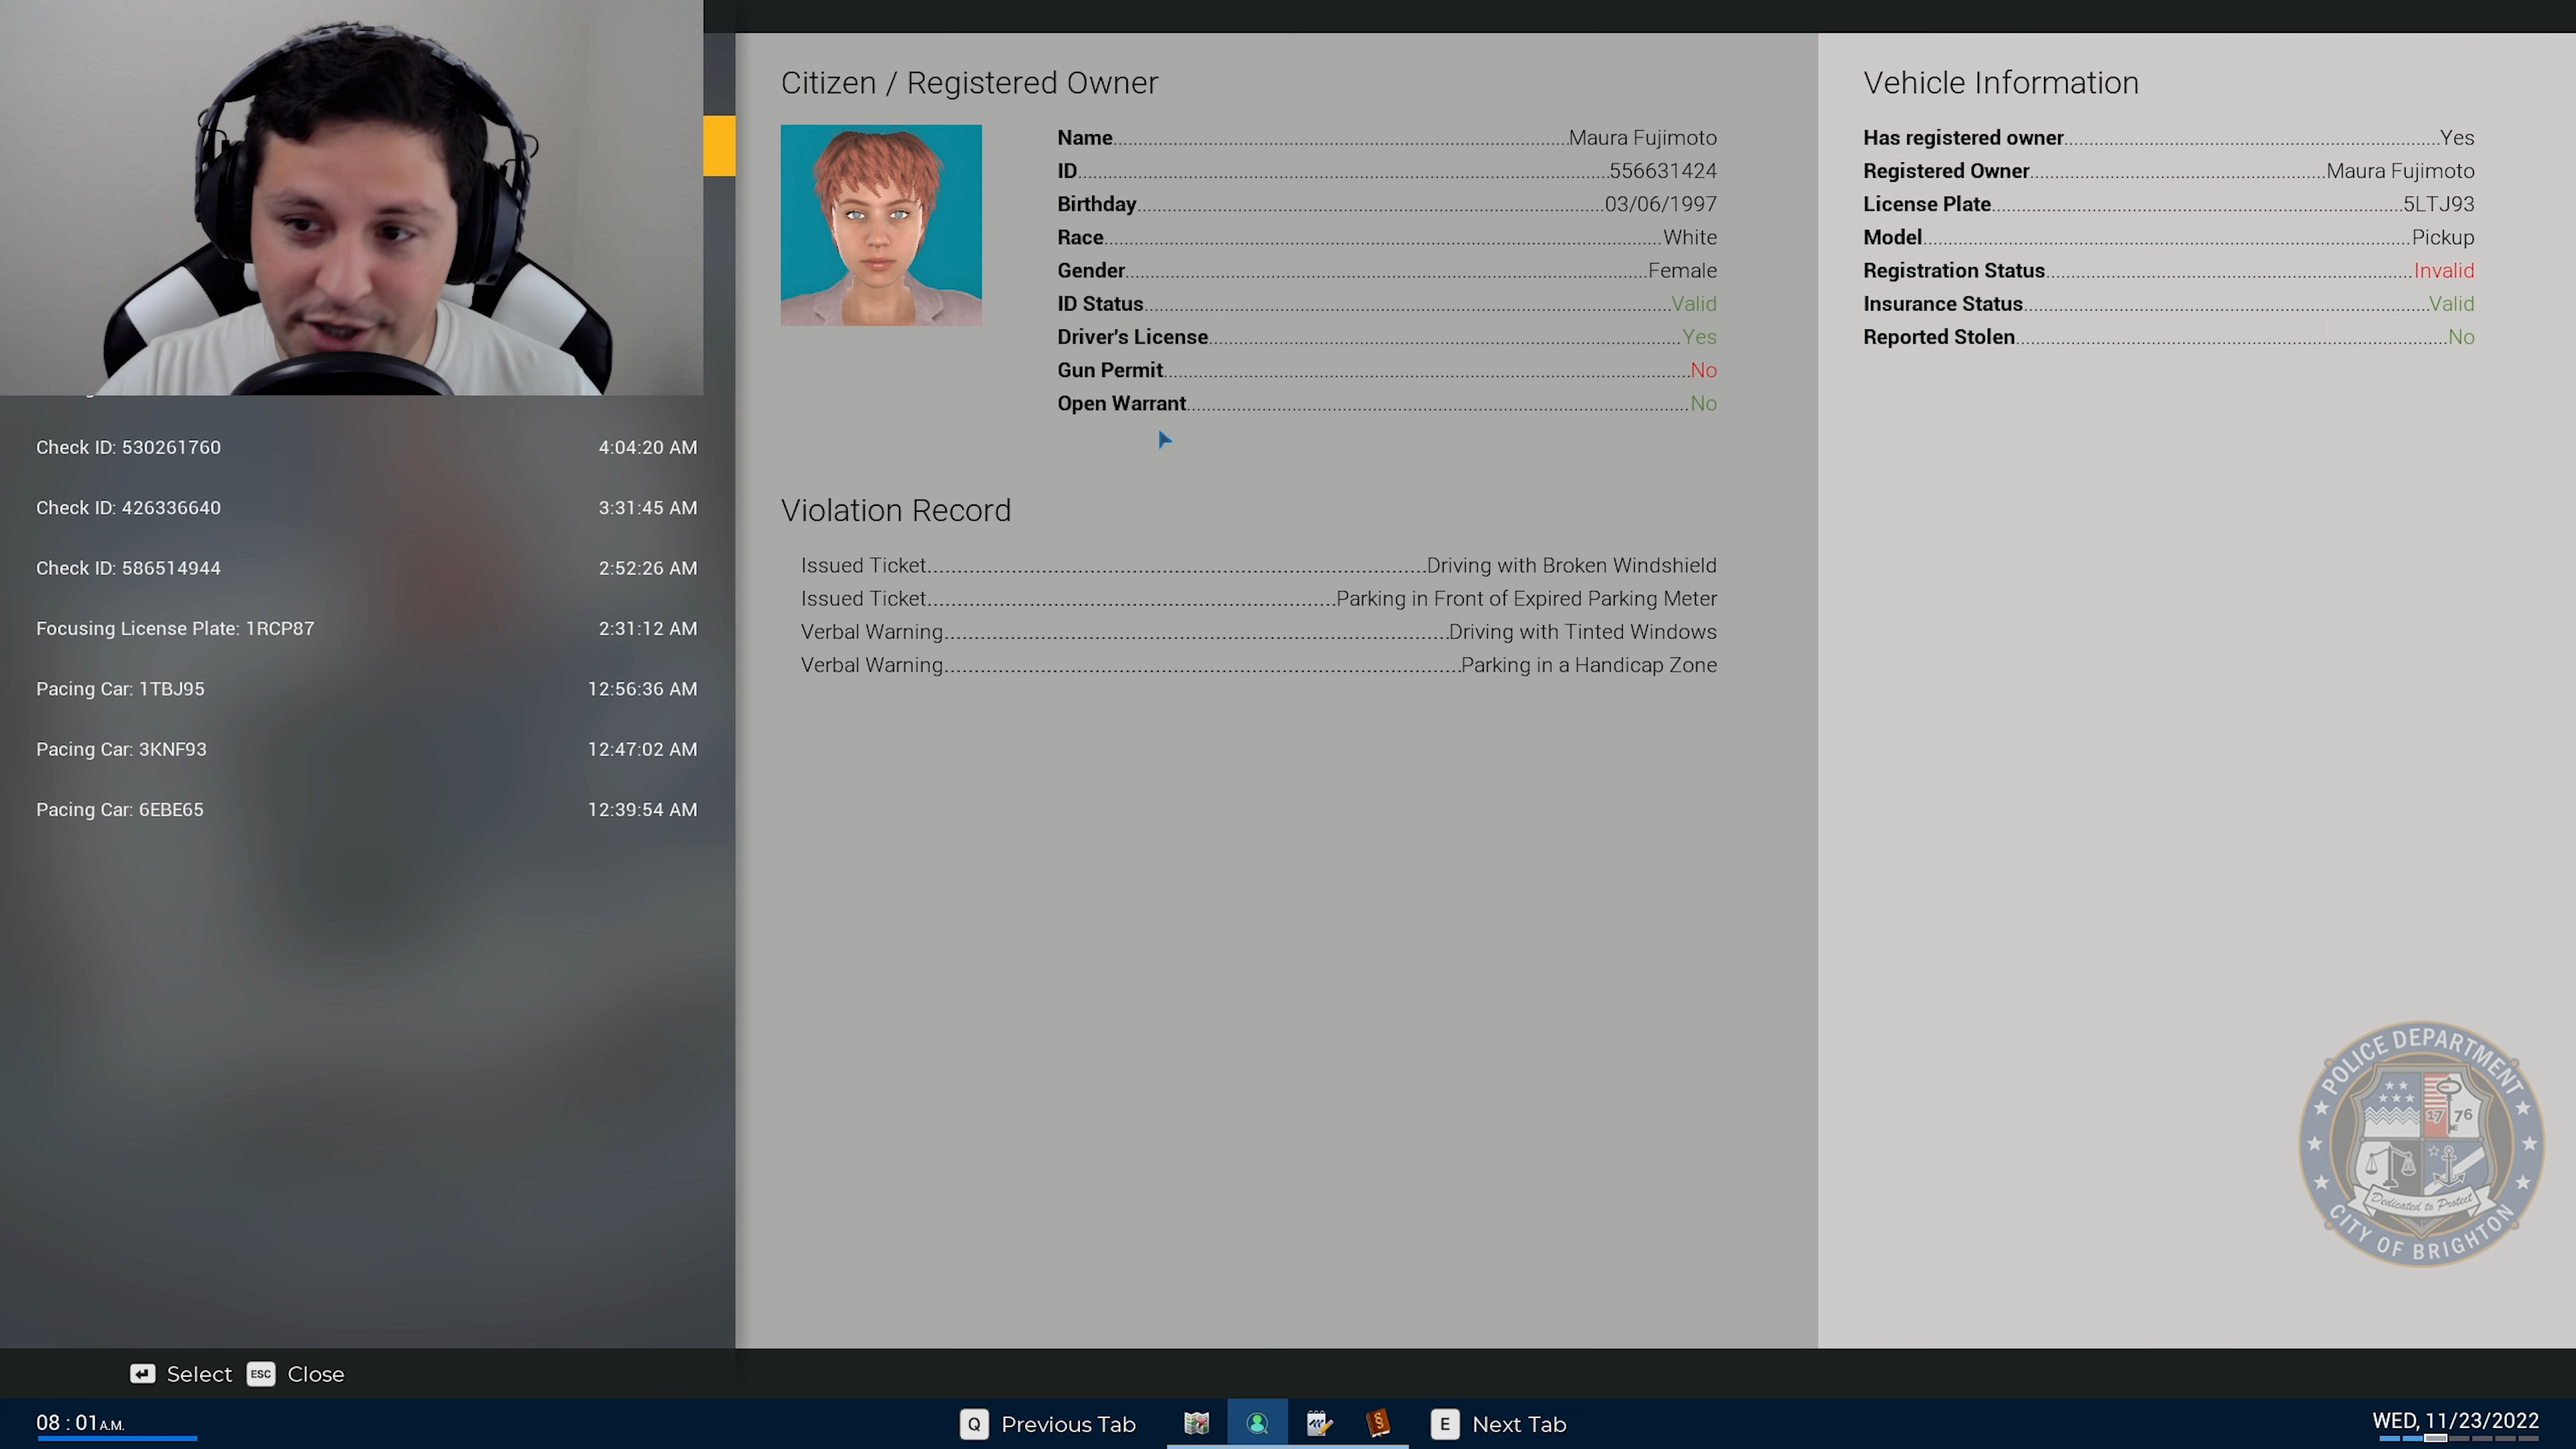 Citizen / Registered Owner
Name Maura Fujimoto
ID 556631424
Birthday 03/06/1997
Race White
Gender Female
ID Status Valid
Driver's License Yes
Gun Permit No
Open Warrant No
Violation Record
Issued Ticket Driving with Broken Windshield
Issued Ticket Parking in Front of Expired Parking Meter
Verbal Warning Driving with Tinted Windows
Verbal Warning Parking in a Handicap Zone
Vehicle Information
Has registered owner Yes
Registered Owner Maura Fujimoto
License Plate 5LTJ93
Model Pickup
Registration Status Invalid
Insurance Status Valid
Reported Stolen No
Check ID: 530261760 4:04:20 AM
Check ID: 426336640 3:31:45 AM
Check ID: 586514944 2:52:26 AM
Focusing License Plate: 1RCP87 2:31:12 AM
Pacing Car: 1TBJ95 12:56:36 AM
Pacing Car: 3KNF93 12:47:02 AM
Pacing Car: 6EBE65 12:39:54 AM
POLICE DEPARTMENT
1776
Dedicated to Protect
CITY OF BRIGHTON
Select ESC Close
08 : 01 A.M.
Q Previous Tab § E Next Tab
WED, 11/23/2022